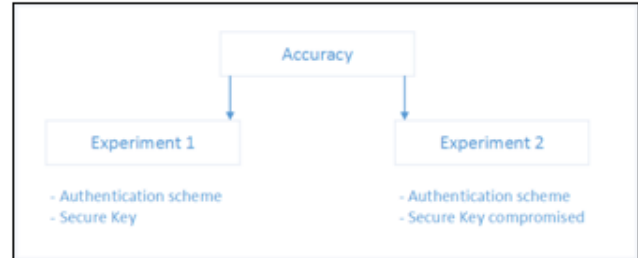 Accuracy
Experiment 1
Experiment 2
- Authentication scheme
- Secure Key
- Authentication scheme
- Secure Key compromised